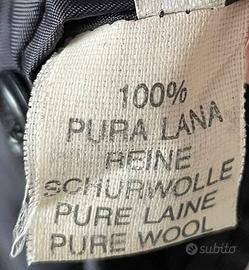 100%
PURA LANA
REINE
SCHURWOLLE
PURE LAINE
PURE WOOL
subito